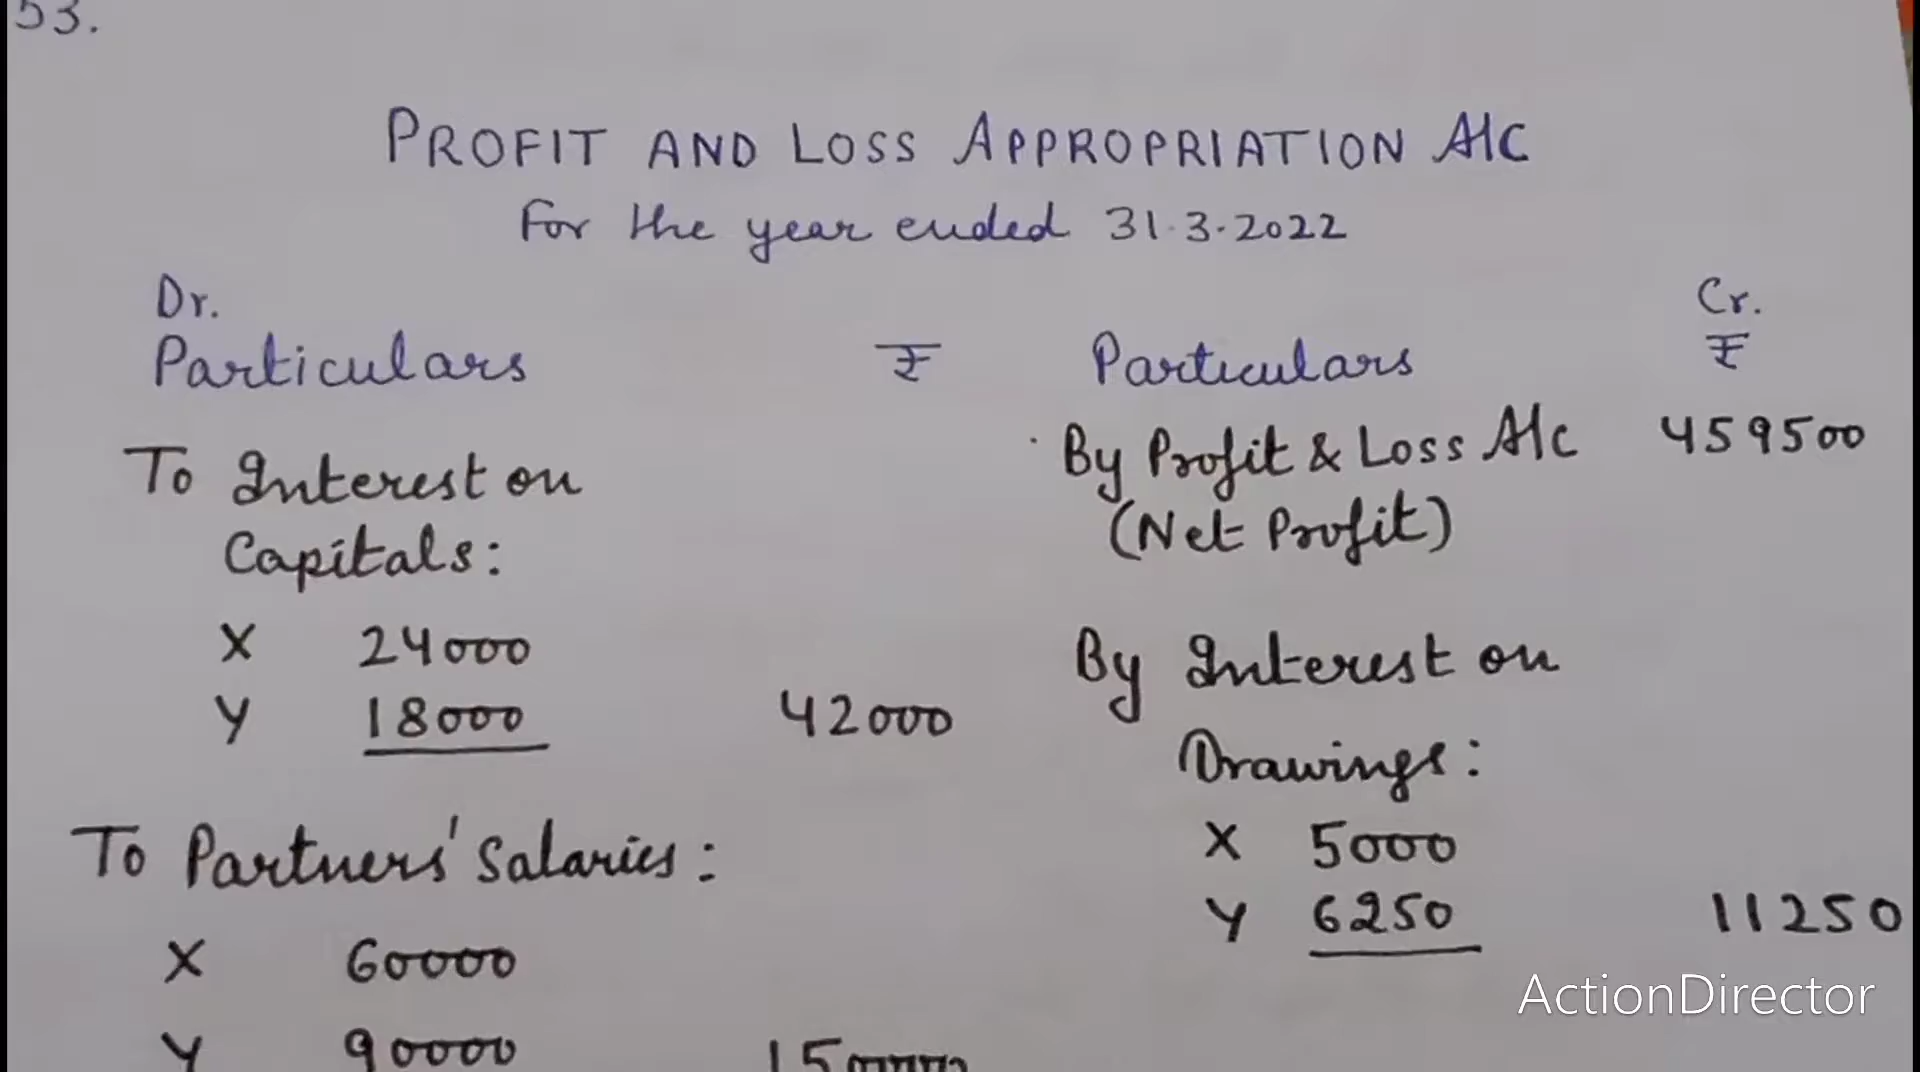 53.
PROFIT AND LOSS APPROPRIATION A/C
For the year ended 31.3.2022
Dr. Cr.
Particulars ₹ Particulars ₹
By Profit & Loss A/c 459500
(Net Profit)
To Interest on
Capitals:
X 24000
Y 18000 42000
By Interest on
Drawings:
X 5000
Y 6250 11250
To Partners' Salaries:
X 60000
Y 90000 150000
ActionDirector